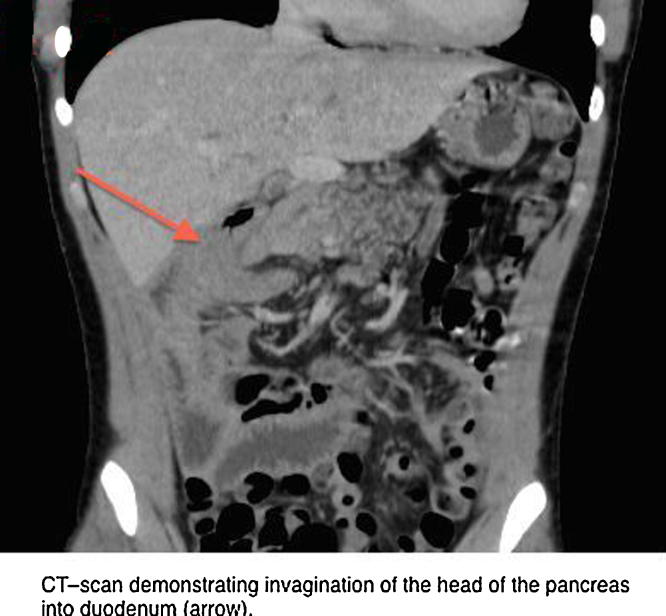 CT–scan demonstrating invagination of the head of the pancreas
into duodenum (arrow).